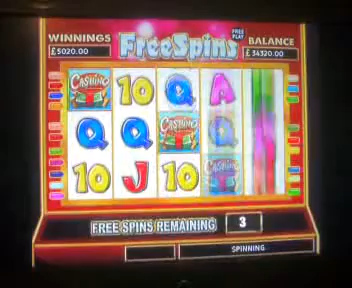 WINNINGS
£5020.00
FreeSpins
FREE
PLAY
BALANCE
£34320.00
CASHINO 10 Q A
Q Q CASHINO Q
10 J 10 CASHINO
FREE SPINS REMAINING 3
SPINNING